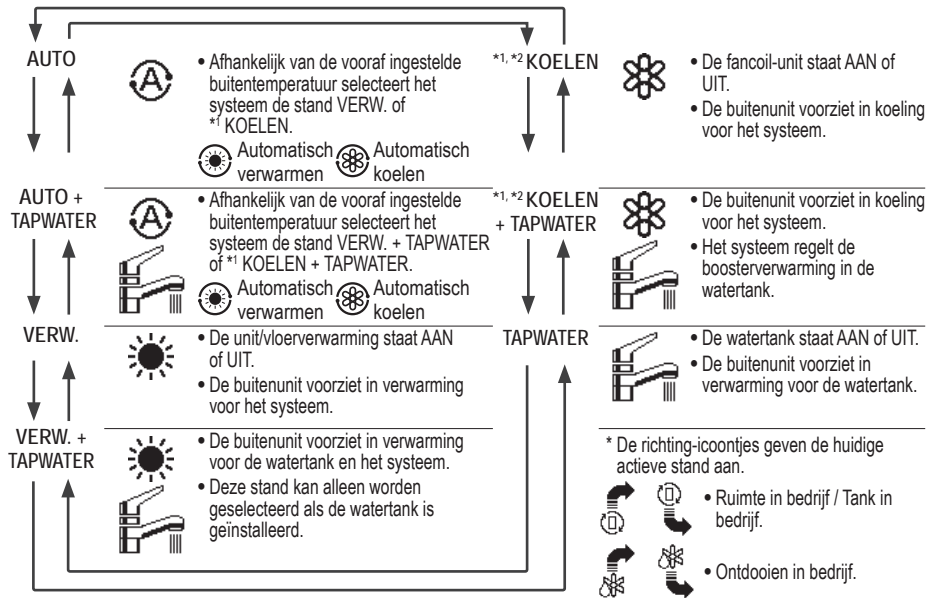 AUTO
• Afhankelijk van de vooraf ingestelde
buitentemperatuur selecteert het
systeem de stand VERW. of
*1 KOELEN.
Automatisch
verwarmen
Automatisch
koelen
AUTO +
TAPWATER
• Afhankelijk van de vooraf ingestelde
buitentemperatuur selecteert het
systeem de stand VERW. + TAPWATER
of *1 KOELEN + TAPWATER.
Automatisch
verwarmen
Automatisch
koelen
VERW.
• De unit/vloerverwarming staat AAN
of UIT.
• De buitenunit voorziet in verwarming
voor het systeem.
VERW. +
TAPWATER
• De buitenunit voorziet in verwarming
voor de watertank en het systeem.
• Deze stand kan alleen worden
geselecteerd als de watertank is
geïnstalleerd.
*1, *2 KOELEN
• De fancoil-unit staat AAN of
UIT.
• De buitenunit voorziet in koeling
voor het systeem.
*1, *2 KOELEN
+ TAPWATER
• De buitenunit voorziet in koeling
voor het systeem.
• Het systeem regelt de
boosterverwarming in de
watertank.
TAPWATER
• De watertank staat AAN of UIT.
• De buitenunit voorziet in
verwarming voor de watertank.
* De richting-icoontjes geven de huidige
actieve stand aan.
• Ruimte in bedrijf / Tank in
bedrijf.
• Ontdooien in bedrijf.